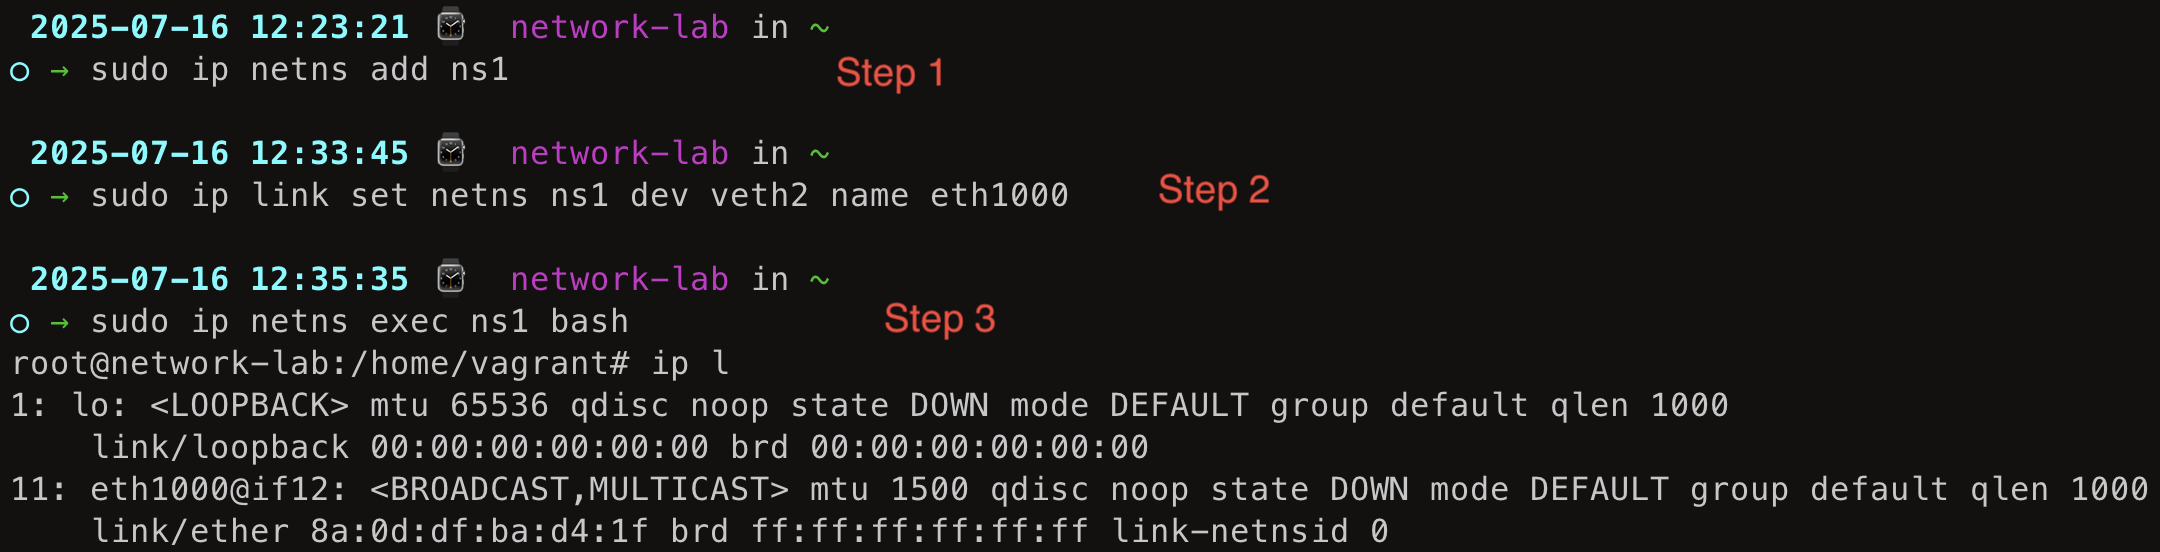 2025-07-16 12:23:21 ⌚ network-lab in ~
○ → sudo ip netns add ns1
Step 1
2025-07-16 12:33:45 ⌚ network-lab in ~
○ → sudo ip link set netns ns1 dev veth2 name eth1000
Step 2
2025-07-16 12:35:35 ⌚ network-lab in ~
○ → sudo ip netns exec ns1 bash
Step 3
root@network-lab:/home/vagrant# ip l
1: lo: <LOOPBACK> mtu 65536 qdisc noop state DOWN mode DEFAULT group default qlen 1000
    link/loopback 00:00:00:00:00:00 brd 00:00:00:00:00:00
11: eth1000@if12: <BROADCAST,MULTICAST> mtu 1500 qdisc noop state DOWN mode DEFAULT group default qlen 1000
    link/ether 8a:0d:df:ba:d4:1f brd ff:ff:ff:ff:ff:ff link-netnsid 0